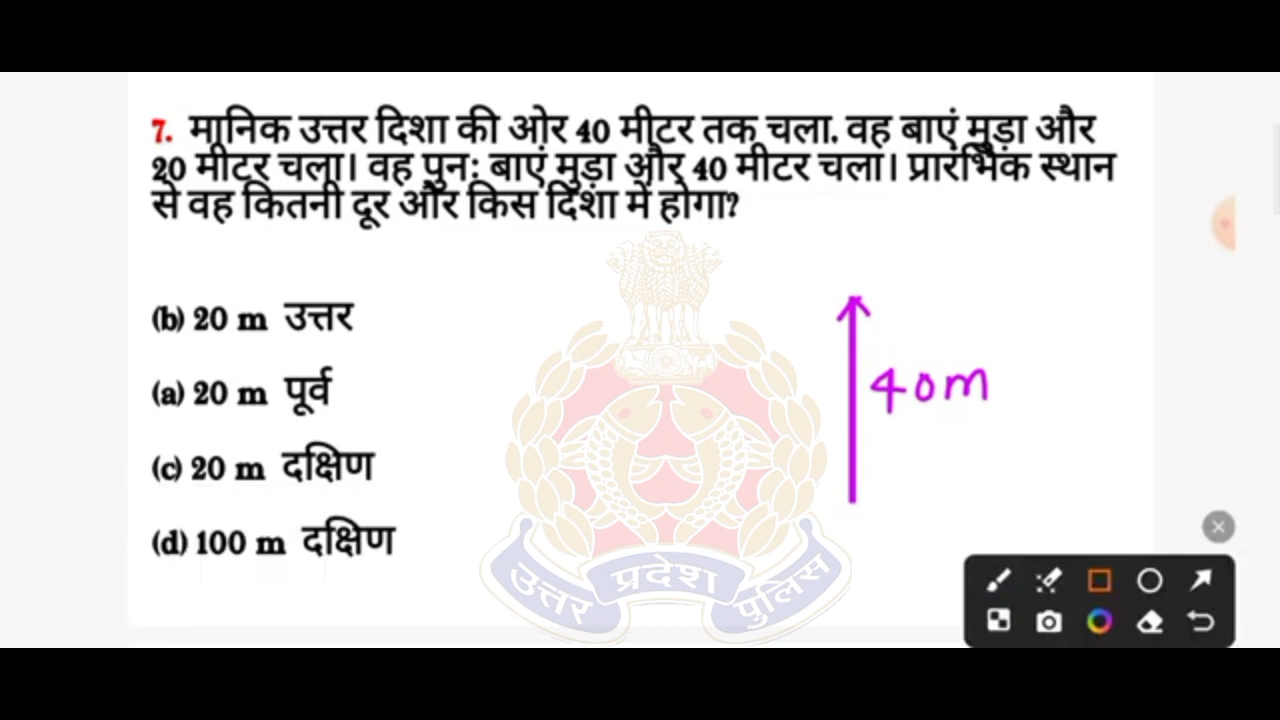 7. मानिक उत्तर दिशा की ओर 40 मीटर तक चला. वह बाएं मुड़ा और
20 मीटर चला। वह पुनः बाएं मुड़ा और 40 मीटर चला। प्रारंभिक स्थान
से वह कितनी दूर और किस दिशा में होगा?
(b) 20 m उत्तर
(a) 20 m पूर्व
(c) 20 m दक्षिण
(d) 100 m दक्षिण
40m
उत्तर प्रदेश पुलिस